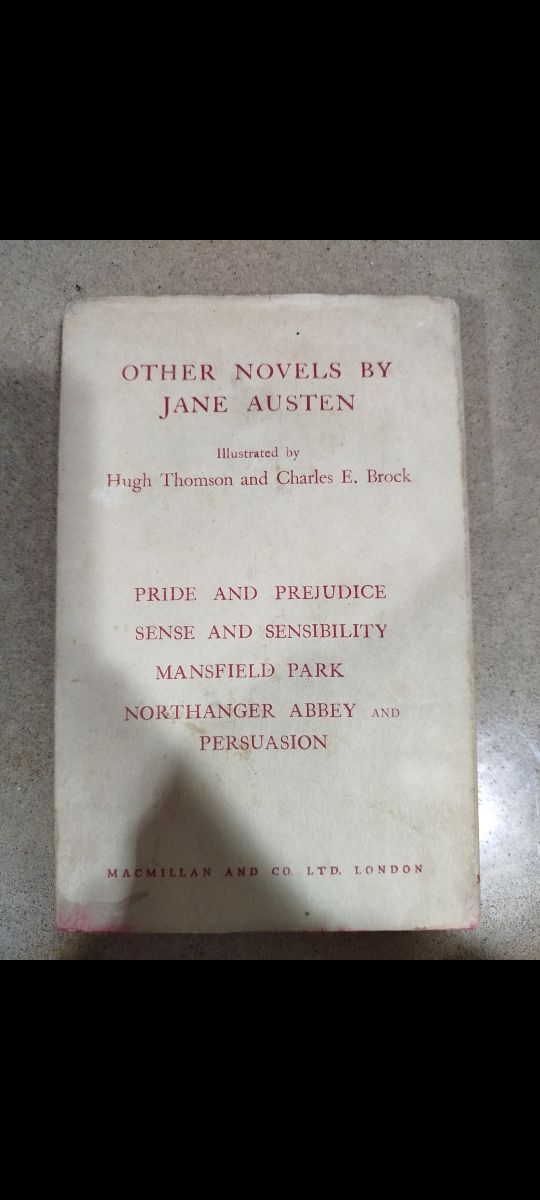 OTHER NOVELS BY
JANE AUSTEN
Illustrated by
Hugh Thomson and Charles E. Brock
PRIDE AND PREJUDICE
SENSE AND SENSIBILITY
MANSFIELD PARK
NORTHANGER ABBEY AND
PERSUASION
MACMILLAN AND CO. LTD. LONDON